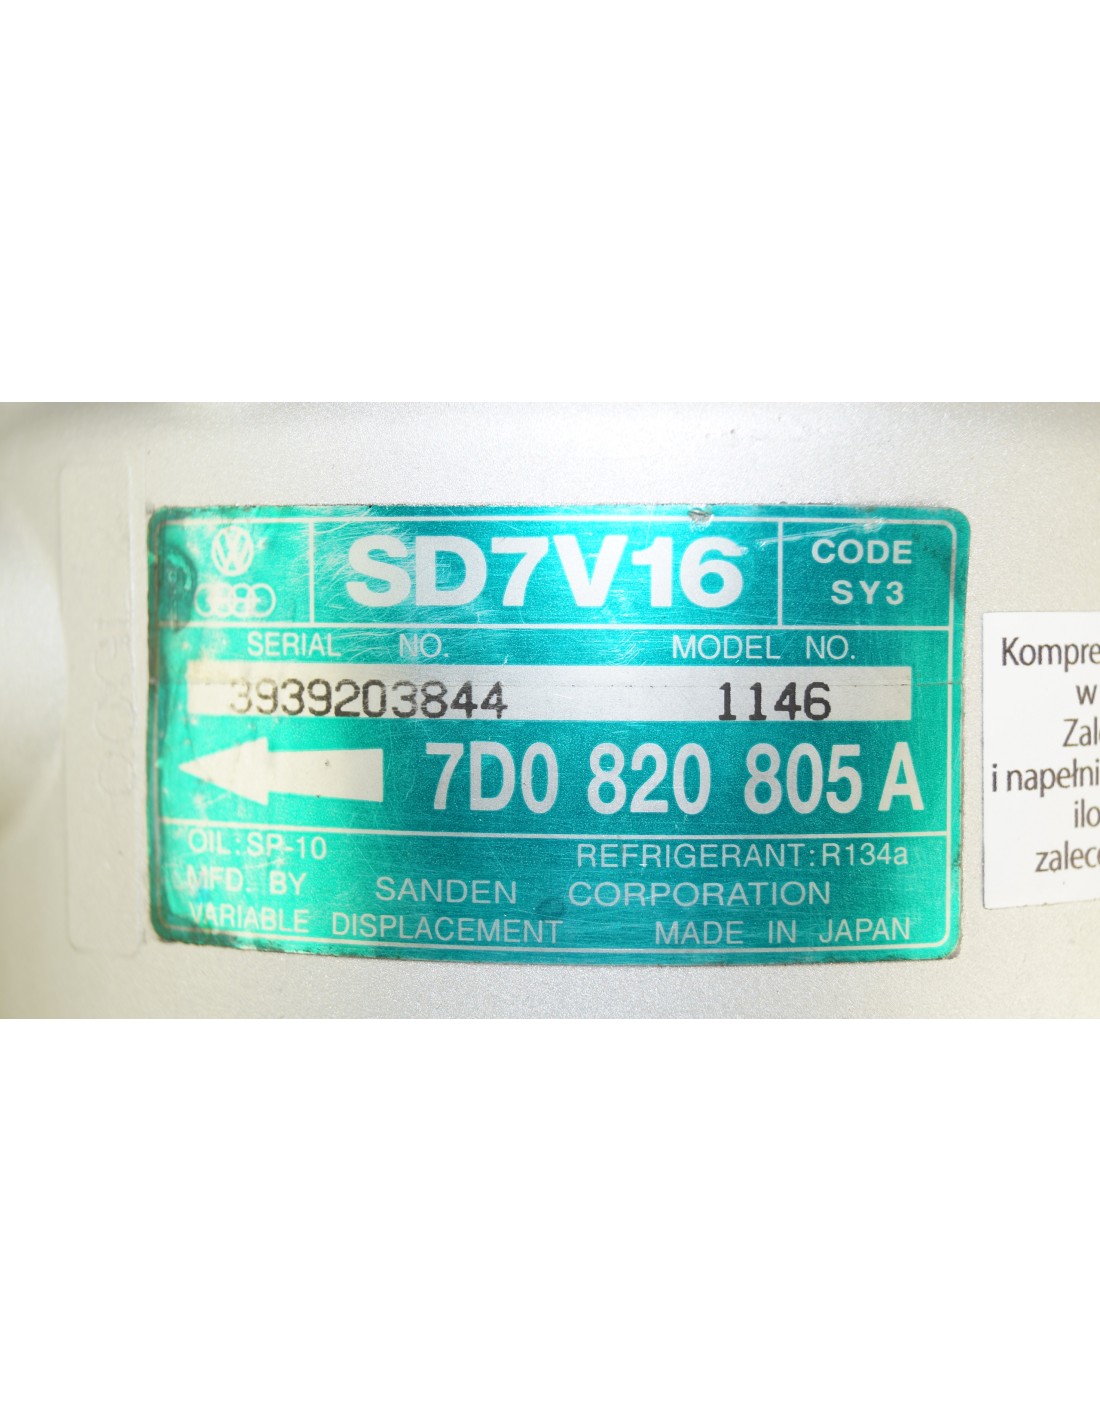 SD7V16
CODE
SY3
SERIAL NO.
MODEL NO.
3939203844
1146
7D0 820 805 A
OIL: SP-10
REFRIGERANT: R134a
MFD. BY SANDEN CORPORATION
VARIABLE DISPLACEMENT MADE IN JAPAN
Kompre
w
Zal
i napełni
ilo
zalec